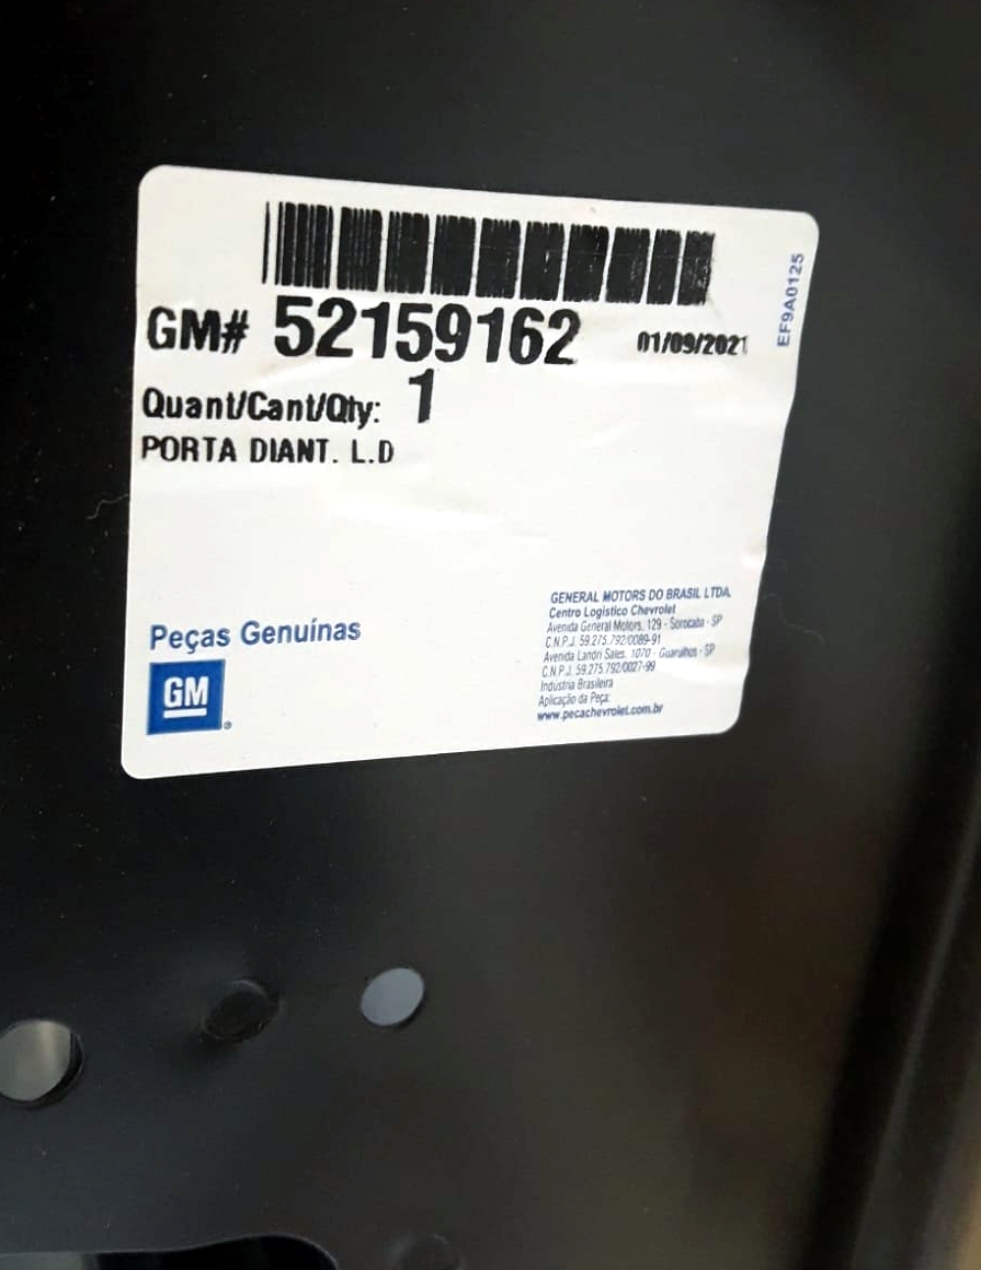 GM# 52159162 01/09/2021
EF9A0125
Quant/Cant/Qty: 1
PORTA DIANT. L.D
Peças Genuínas
GM
GENERAL MOTORS DO BRASIL LTDA.
Centro Logístico Chevrolet
Avenida General Motors, 129 - Sorocaba - SP
C.N.P.J. 59.275.792/0089-91
Avenida Landri Sales, 1070 - Guarulhos - SP
C.N.P.J. 59.275.792/0027-99
Indústria Brasileira
Aplicação da Peça:
www.pecachevrolet.com.br